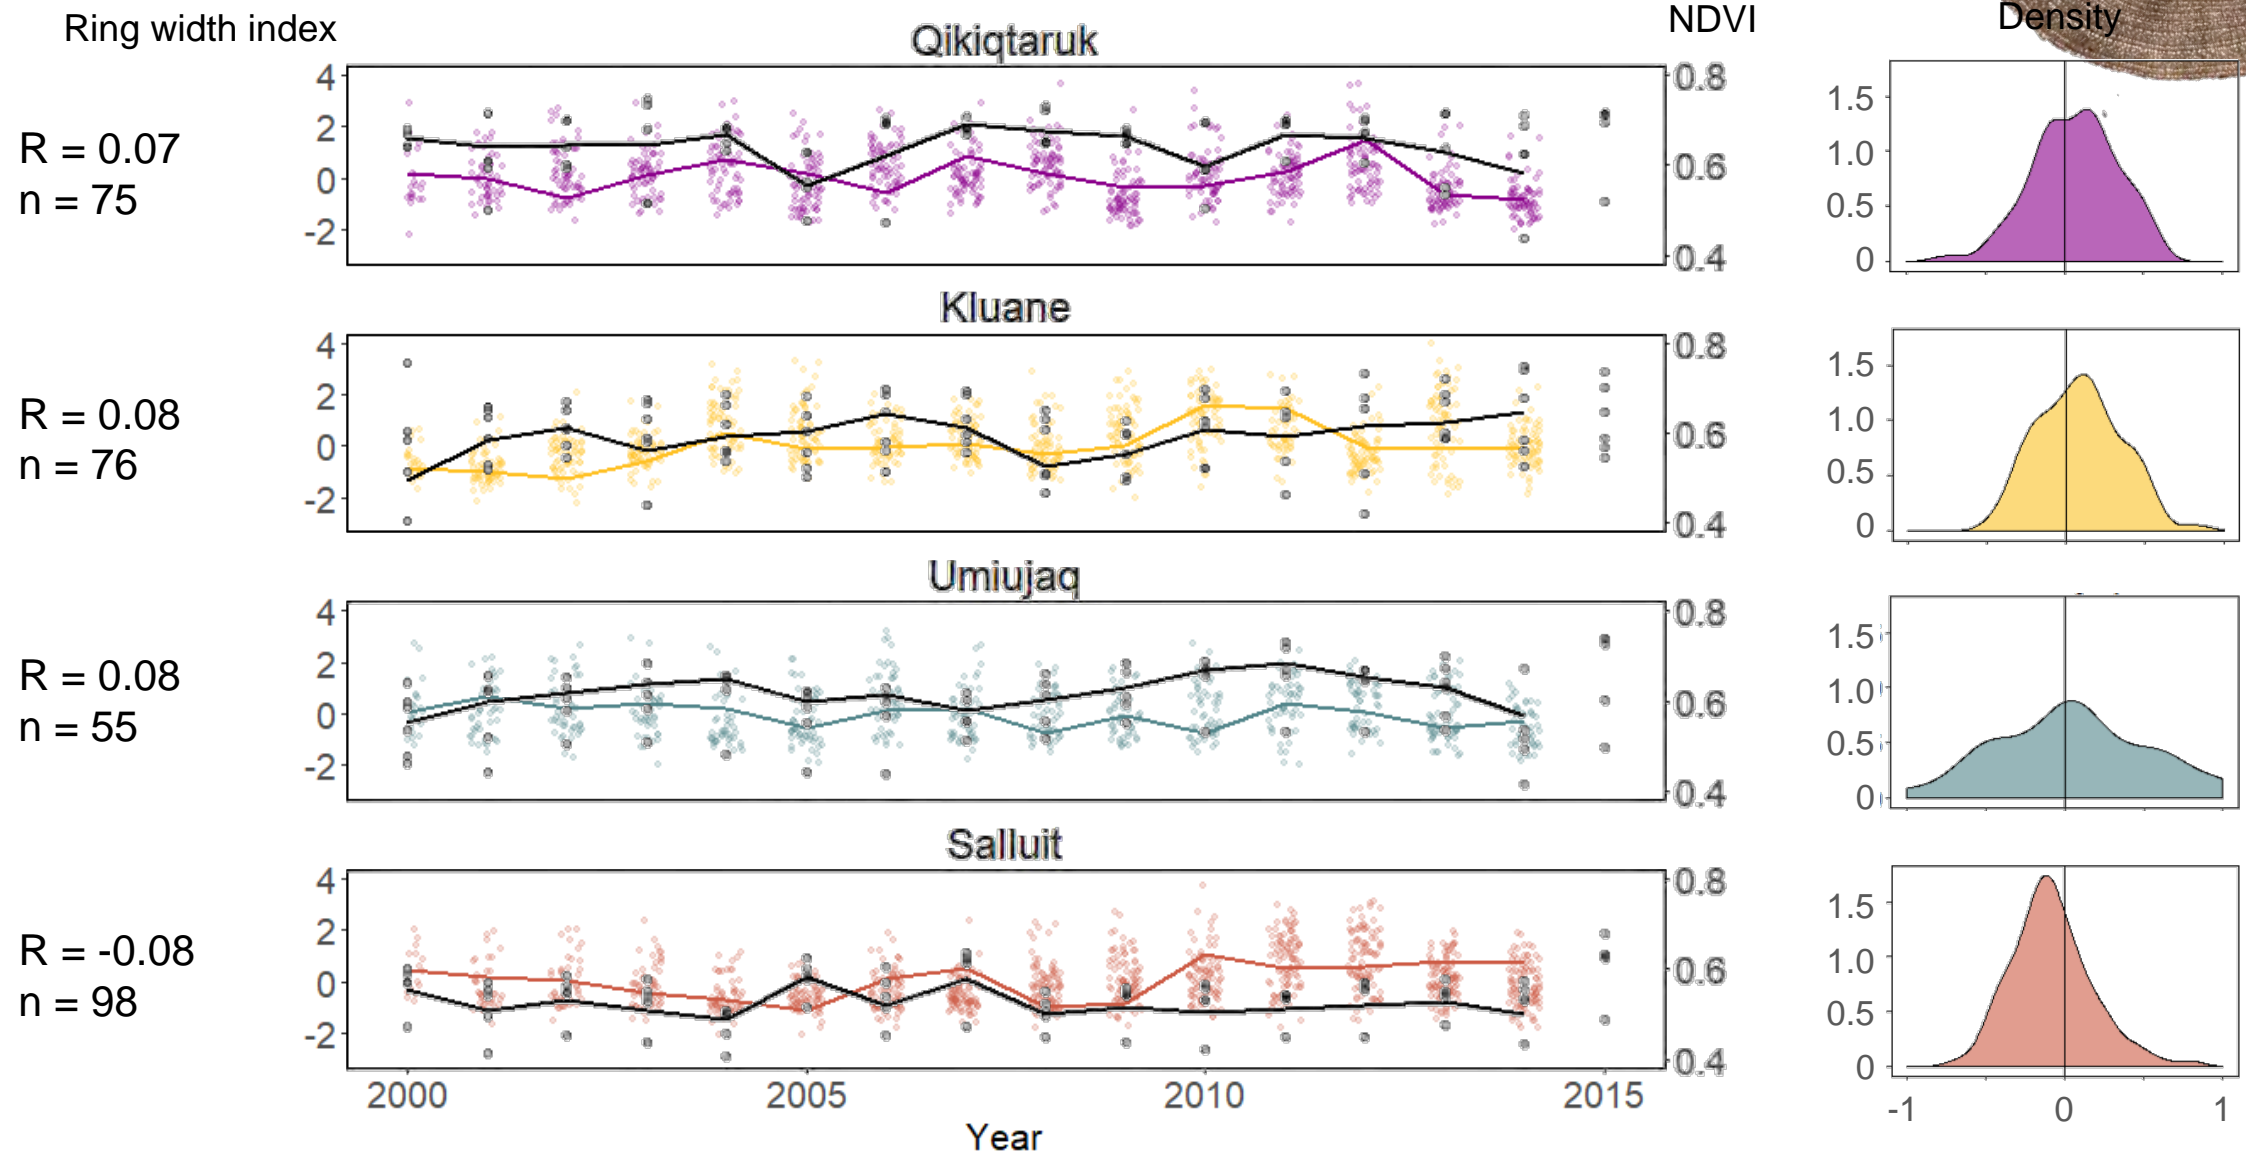 Ring width index
NDVI
Density
Qikiqtaruk
R = 0.07
n = 75
4
2
0
-2
0.8
0.6
0.4
1.5
1.0
0.5
0
Kluane
R = 0.08
n = 76
4
2
0
-2
0.8
0.6
0.4
1.5
1.0
0.5
0
Umiujaq
R = 0.08
n = 55
4
2
0
-2
0.8
0.6
0.4
1.5
1.0
0.5
0
Salluit
R = -0.08
n = 98
4
2
0
-2
0.8
0.6
0.4
1.5
1.0
0.5
0
2000 2005 2010 2015
-1 0 1
Year